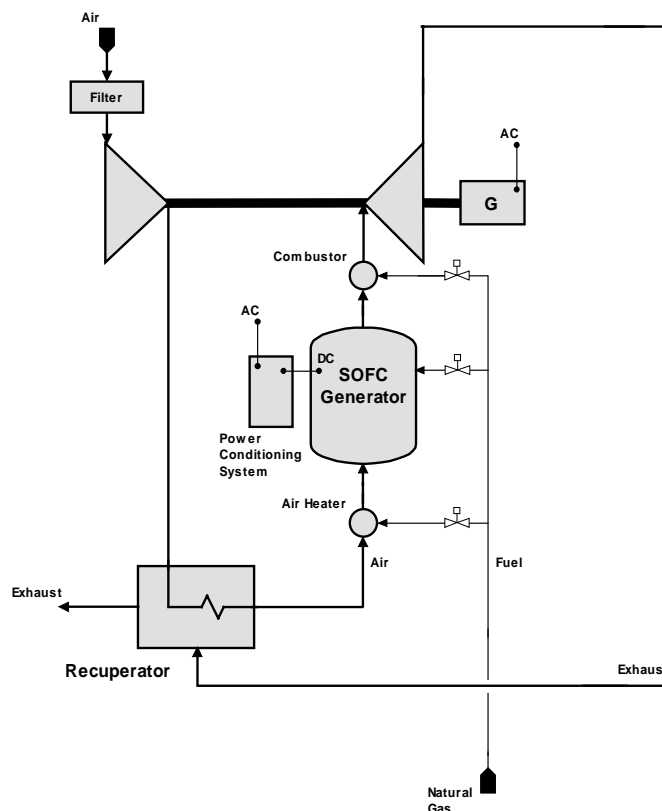 Air
Filter
AC
G
Combustor
AC
DC
SOFC
Generator
Power
Conditioning
System
Air Heater
Air
Fuel
Exhaust
Recuperator
Exhaus
Natural
Gas